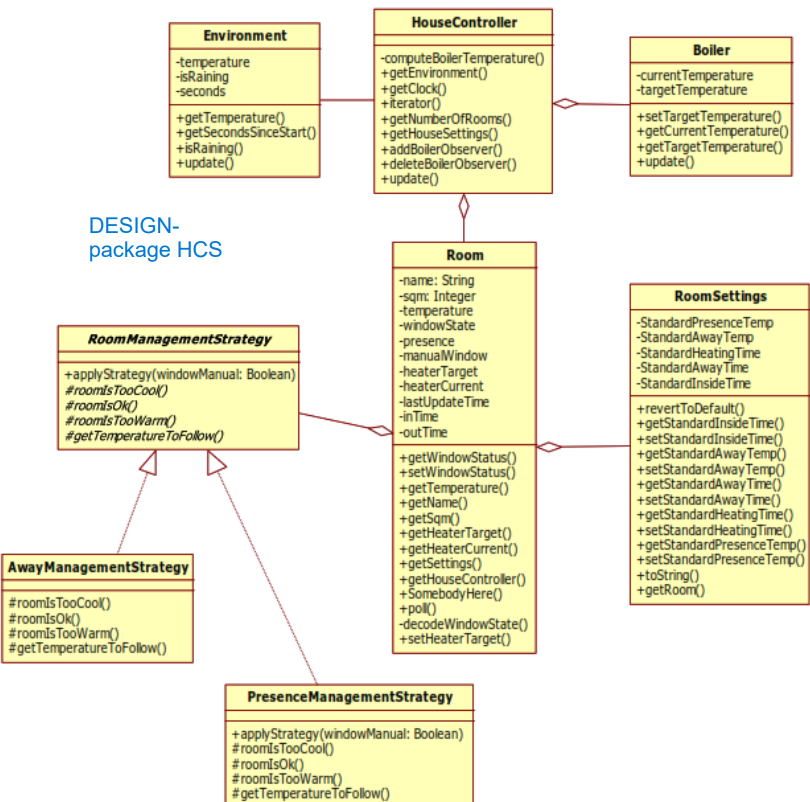 Environment
-temperature
-isRaining
-seconds
+getTemperature()
+getSecondsSinceStart()
+isRaining()
+update()
HouseController
-computeBoilerTemperature()
+getEnvironment()
+getClock()
+iterator()
+getNumberOfRooms()
+getHouseSettings()
+addBoilerObserver()
+deleteBoilerObserver()
+update()
Boiler
-currentTemperature
-targetTemperature
+setTargetTemperature()
+getCurrentTemperature()
+getTargetTemperature()
+update()
DESIGN-
package HCS
Room
-name: String
-sqm: Integer
-temperature
-windowState
-presence
-manualWindow
-heaterTarget
-heaterCurrent
-lastUpdateTime
-inTime
-outTime
+getWindowStatus()
+setWindowStatus()
+getTemperature()
+getName()
+getSqm()
+getHeaterTarget()
+getHeaterCurrent()
+getSettings()
+getHouseController()
+SomebodyHere()
+poll()
-decodeWindowState()
+setHeaterTarget()
RoomSettings
-StandardPresenceTemp
-StandardAwayTemp
-StandardHeatingTime
-StandardAwayTime
-StandardInsideTime
+revertToDefault()
+getStandardInsideTime()
+setStandardInsideTime()
+getStandardAwayTemp()
+setStandardAwayTemp()
+getStandardAwayTime()
+setStandardAwayTime()
+getStandardHeatingTime()
+setStandardHeatingTime()
+getStandardPresenceTemp()
+setStandardPresenceTemp()
+toString()
+getRoom()
RoomManagementStrategy
+applyStrategy(windowManual: Boolean)
#roomIsTooCool()
#roomIsOk()
#roomIsTooWarm()
#getTemperatureToFollow()
AwayManagementStrategy
#roomIsTooCool()
#roomIsOk()
#roomIsTooWarm()
#getTemperatureToFollow()
PresenceManagementStrategy
+applyStrategy(windowManual: Boolean)
#roomIsTooCool()
#roomIsOk()
#roomIsTooWarm()
#getTemperatureToFollow()